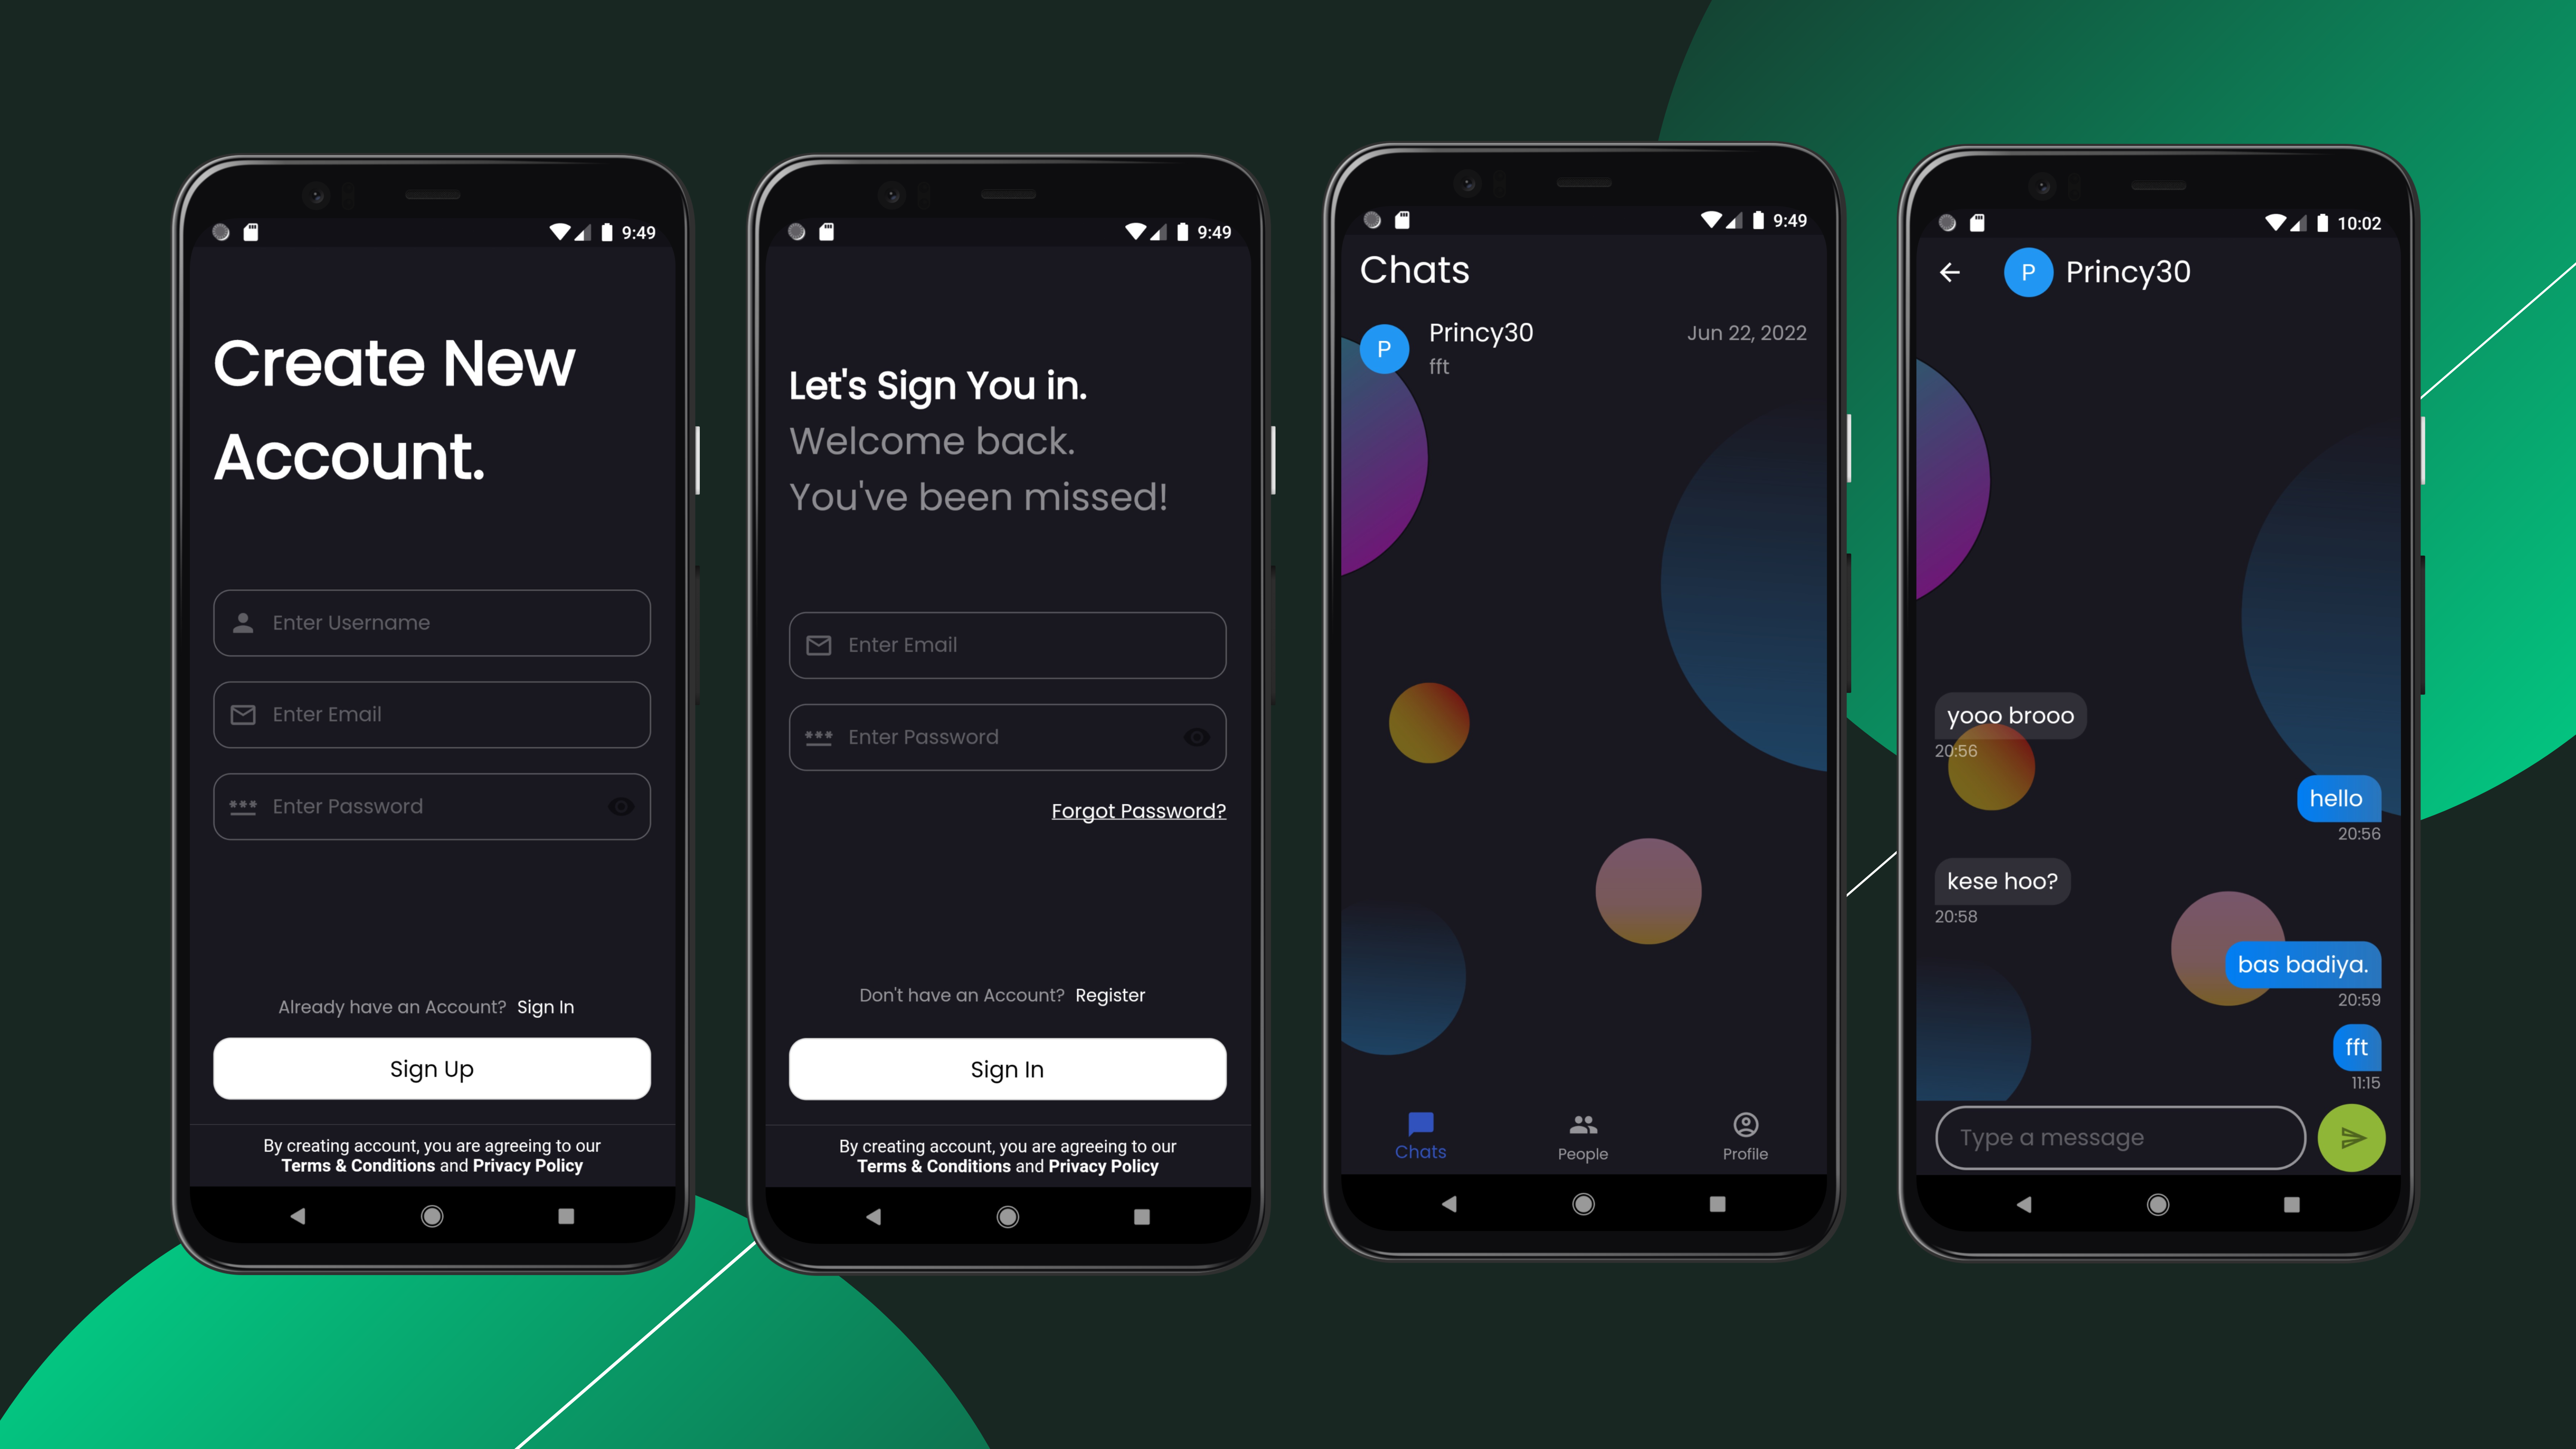 9:49
Create New
Account.
Enter Username
Enter Email
*** Enter Password
Already have an Account? Sign In
Sign Up
By creating account, you are agreeing to our
Terms & Conditions and Privacy Policy
9:49
Let's Sign You in.
Welcome back.
You've been missed!
Enter Email
*** Enter Password
Forgot Password?
Don't have an Account? Register
Sign In
By creating account, you are agreeing to our
Terms & Conditions and Privacy Policy
9:49
Chats
P
Princy30
Jun 22, 2022
fft
Chats
People
Profile
10:02
P
Princy30
yooo brooo
20:56
hello
20:56
kese hoo?
20:58
bas badiya.
20:59
fft
11:15
Type a message